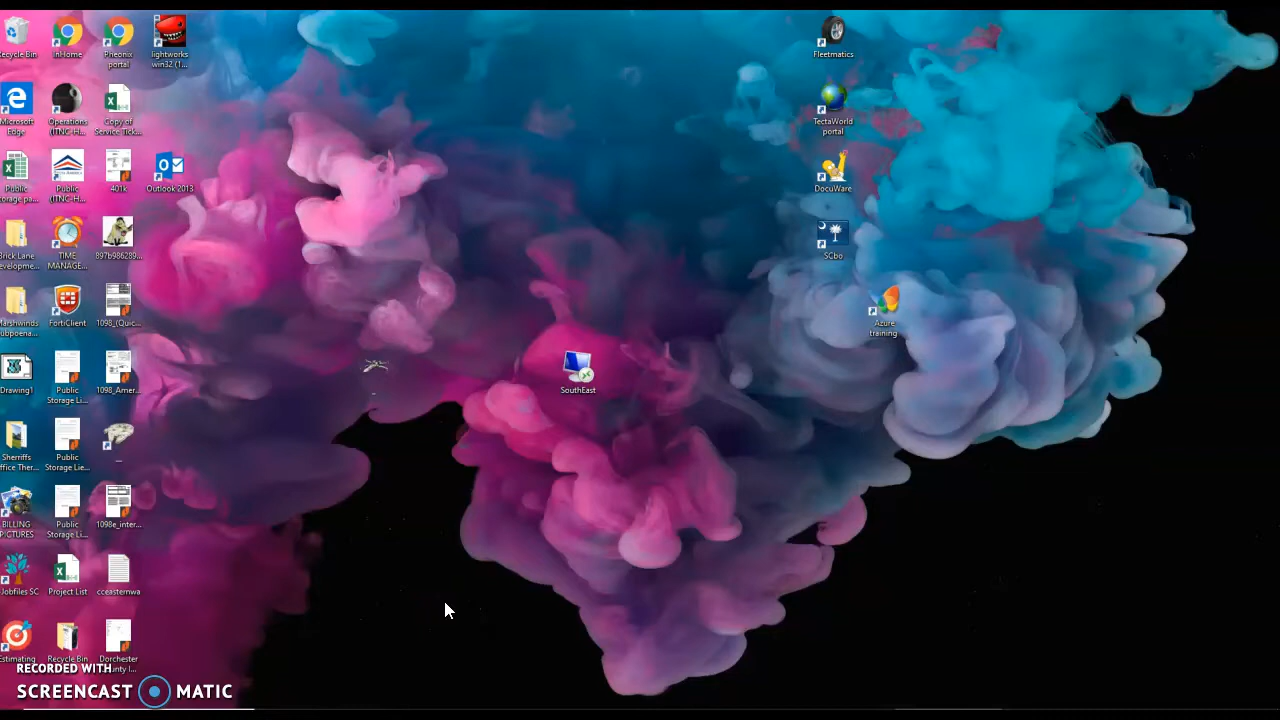 Recycle Bin
InHome
Pheonix
portal
lightworks
win32 (1...
Microsoft
Edge
Operations
(ITNC-H...
Copy of
Service Tick...
Public
Storage pa...
Public
(ITNC-H...
401k
Outlook 2013
Brick Lane
Developme...
TIME
MANAGE...
897b986289...
Marshwinds
Subpoena...
FortiClient
1098_(Quic...
Drawing1
Public
Storage Li...
1098_Amer...
Sherriffs
Office Ther...
Public
Storage Lie...
BILLING
PICTURES
Public
Storage Li...
1098e_inter...
Jobfiles SC
Project List
cceasternwa
Estimating
Recycle Bin
Dorchester
County I...
Fleetmatics
TectaWorld
portal
DocuWare
SCbo
Azure
training
SouthEast
RECORDED WITH
SCREENCAST MATIC